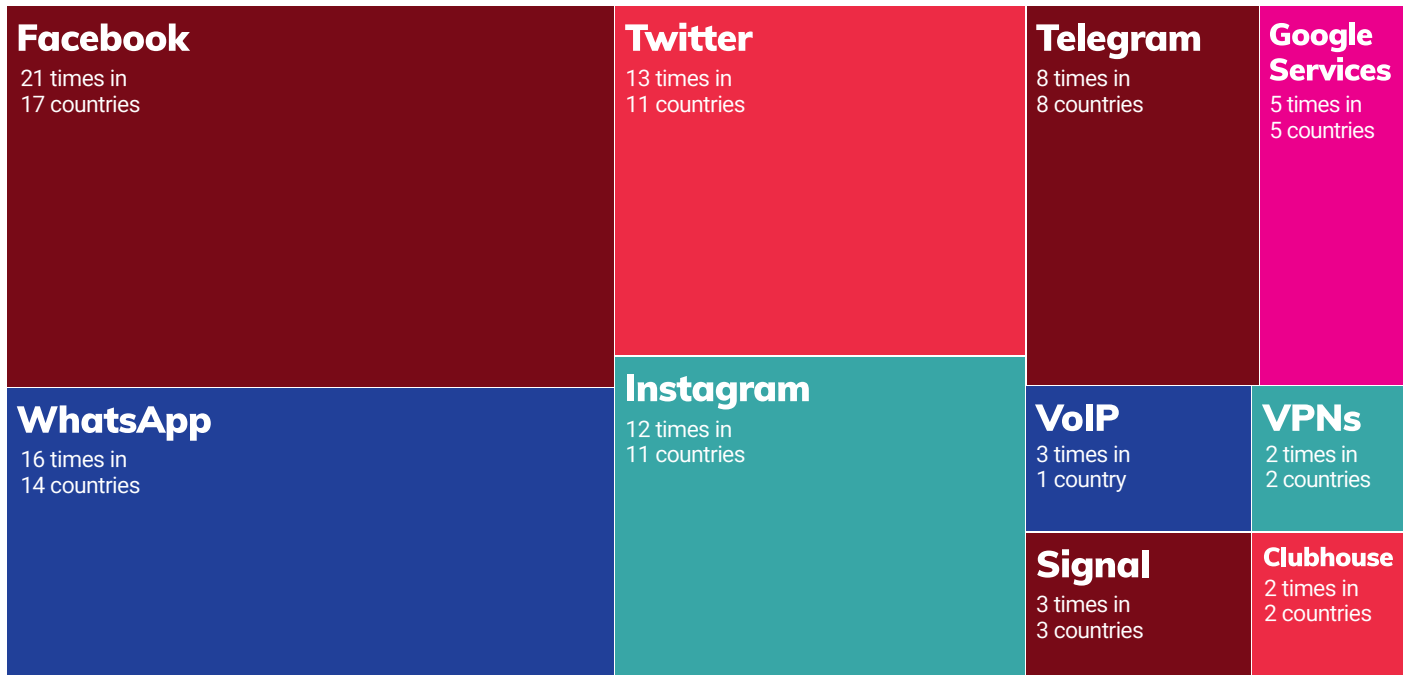 Facebook
21 times in
17 countries
Twitter
13 times in
11 countries
Telegram
8 times in
8 countries
Google
Services
5 times in
5 countries
WhatsApp
16 times in
14 countries
Instagram
12 times in
11 countries
VoIP
3 times in
1 country
VPNs
2 times in
2 countries
Signal
3 times in
3 countries
Clubhouse
2 times in
2 countries